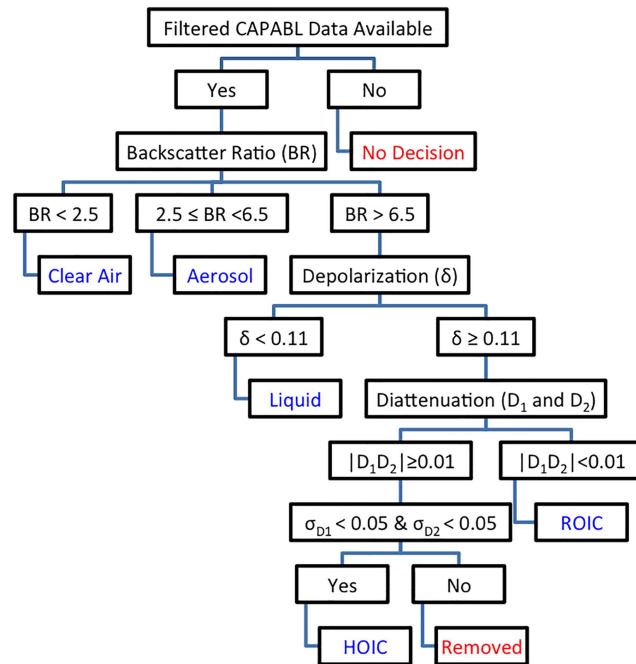 Filtered CAPABL Data Available
Yes
No
Backscatter Ratio (BR)
No Decision
BR < 2.5
2.5 ≤ BR <6.5
BR > 6.5
Clear Air
Aerosol
Depolarization (δ)
δ < 0.11
δ ≥ 0.11
Liquid
Diattenuation (D₁ and D₂)
|D₁D₂|≥0.01
|D₁D₂|<0.01
σ_D1 < 0.05 & σ_D2 < 0.05
ROIC
Yes
No
HOIC
Removed